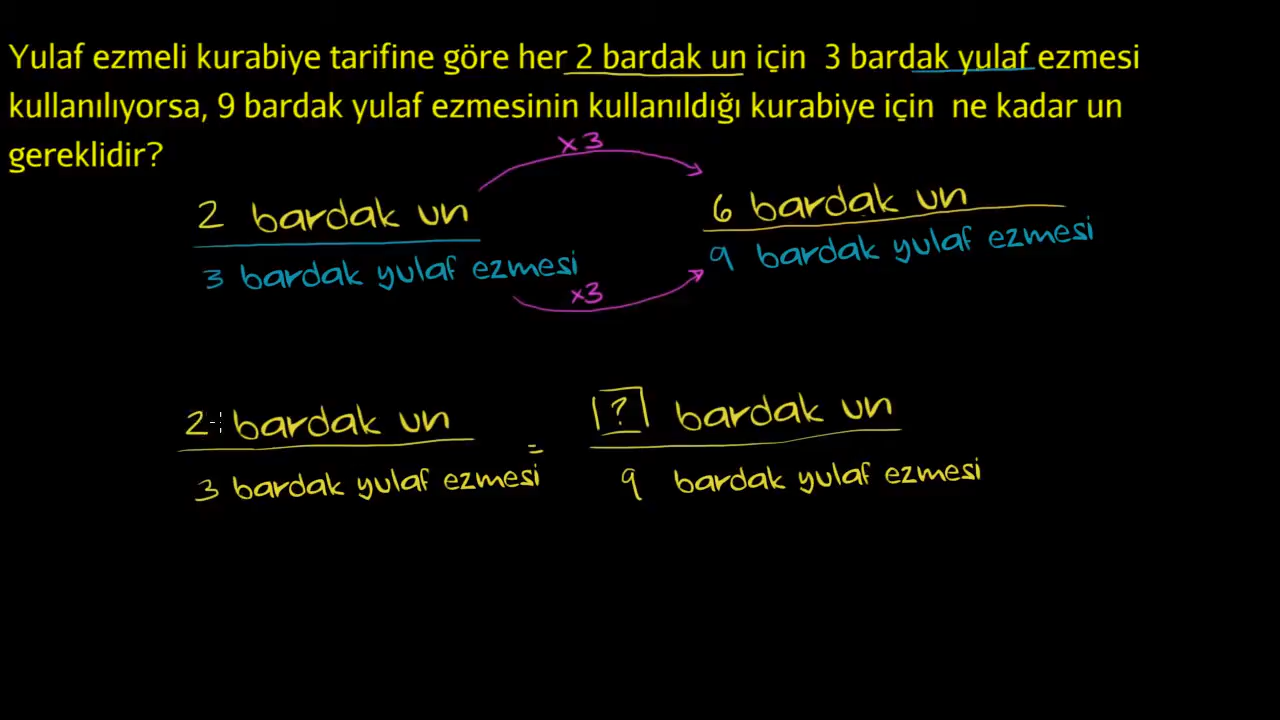 Yulaf ezmeli kurabiye tarifine göre her 2 bardak un için 3 bardak yulaf ezmesi
kullanılıyorsa, 9 bardak yulaf ezmesinin kullanıldığı kurabiye için ne kadar un
gereklidir?
x3
2 bardak un
6 bardak un
3 bardak yulaf ezmesi
9 bardak yulaf ezmesi
x3
2 bardak un
? bardak un
=
3 bardak yulaf ezmesi
9 bardak yulaf ezmesi